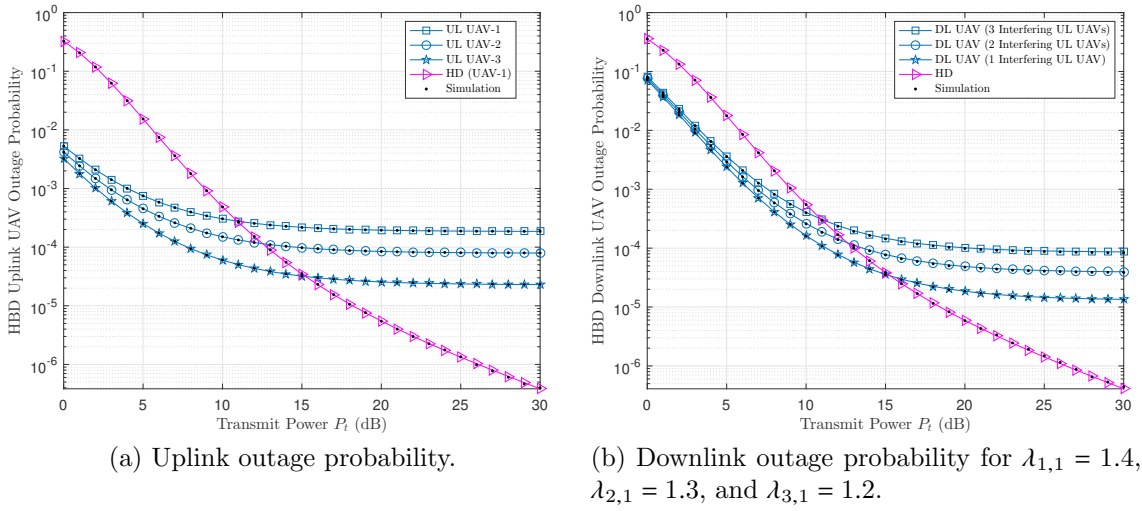 HBD Uplink UAV Outage Probability
10^0
10^-1
10^-2
10^-3
10^-4
10^-5
10^-6
UL UAV-1
UL UAV-2
UL UAV-3
HD (UAV-1)
Simulation
0 5 10 15 20 25 30
Transmit Power P_t (dB)
(a) Uplink outage probability.
HBD Downlink UAV Outage Probability
10^0
10^-1
10^-2
10^-3
10^-4
10^-5
10^-6
DL UAV (3 Interfering UL UAVs)
DL UAV (2 Interfering UL UAVs)
DL UAV (1 Interfering UL UAV)
HD
Simulation
0 5 10 15 20 25 30
Transmit Power P_t (dB)
(b) Downlink outage probability for λ_{1,1} = 1.4,
λ_{2,1} = 1.3, and λ_{3,1} = 1.2.